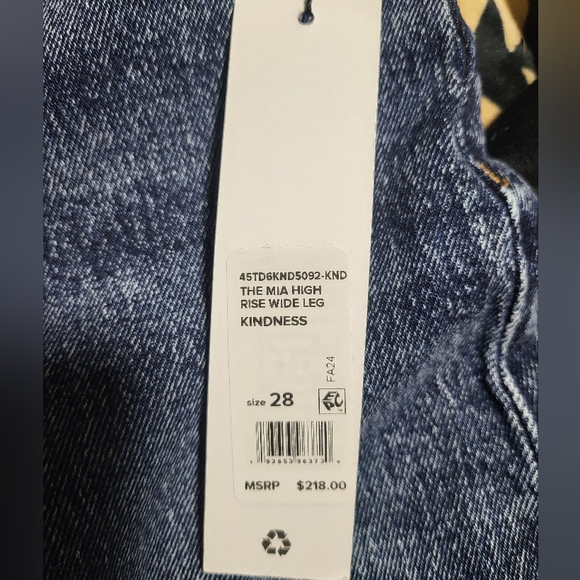 45TD6KND5092-KND
THE MIA HIGH
RISE WIDE LEG
KINDNESS
FA24
size 28
MSRP $218.00